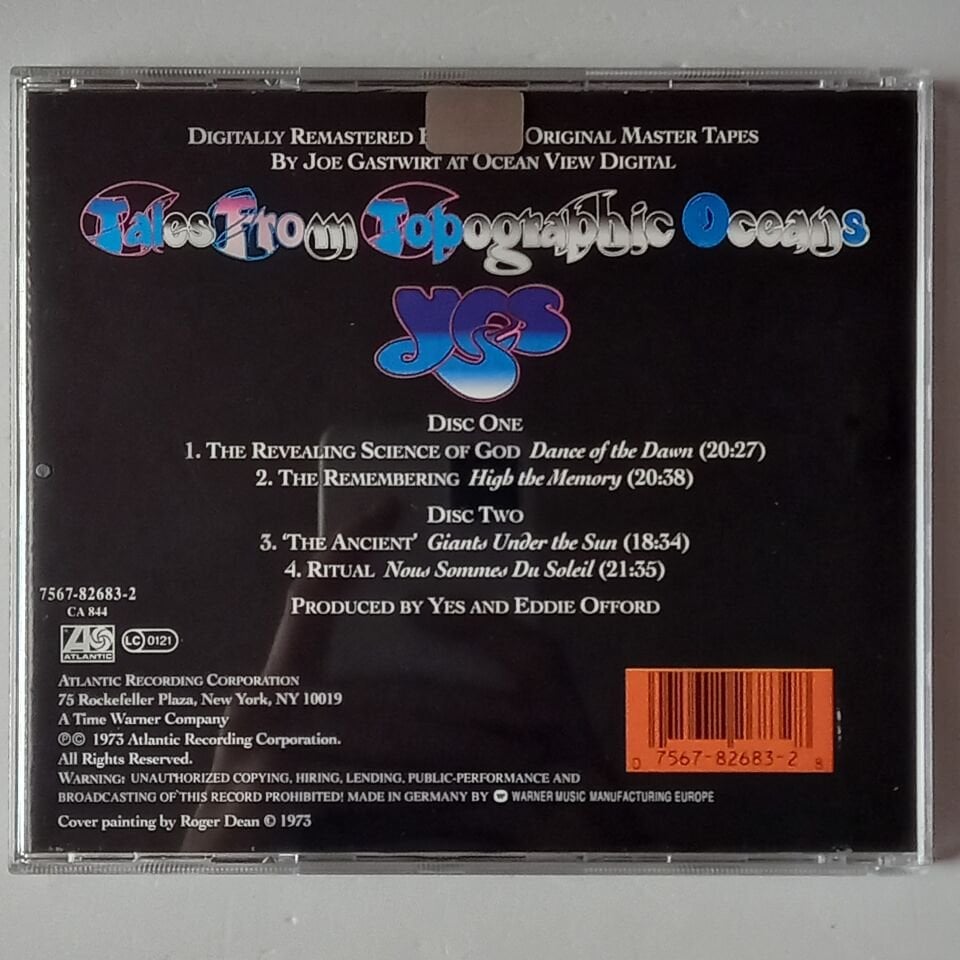 DIGITALLY REMASTERED ORIGINAL MASTER TAPES
BY JOE GASTWIRT AT OCEAN VIEW DIGITAL
Tales From Topographic Oceans
yes
DISC ONE
1. THE REVEALING SCIENCE OF GOD Dance of the Dawn (20:27)
2. THE REMEMBERING High the Memory (20:38)
DISC TWO
3. 'THE ANCIENT' Giants Under the Sun (18:34)
4. RITUAL Nous Sommes Du Soleil (21:35)
PRODUCED BY YES AND EDDIE OFFORD
7567-82683-2
CA 844
ATLANTIC
LC 0121
ATLANTIC RECORDING CORPORATION
75 Rockefeller Plaza, New York, NY 10019
A Time Warner Company
℗© 1973 Atlantic Recording Corporation.
All Rights Reserved.
WARNING: UNAUTHORIZED COPYING, HIRING, LENDING, PUBLIC-PERFORMANCE AND
BROADCASTING OF THIS RECORD PROHIBITED! MADE IN GERMANY BY WARNER MUSIC MANUFACTURING EUROPE
Cover painting by Roger Dean © 1973
0 7567-82683-2 8